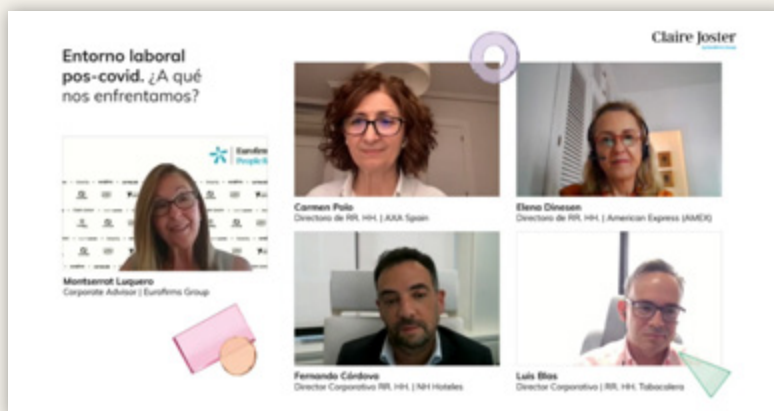 Entorno laboral
pos-covid. ¿A qué
nos enfrentamos?
Claire Joster
Montserrat Luquero
Corporate Advisor | Eurofirms Group
Carmen Polo
Directora de RR. HH. | AXA Spain
Elena Dinesen
Directora de RR. HH. | American Express (AMEX)
Fernando Córdova
Director Corporativo RR. HH. | NH Hoteles
Luis Blas
Director Corporativo | RR. HH. Tabacalera